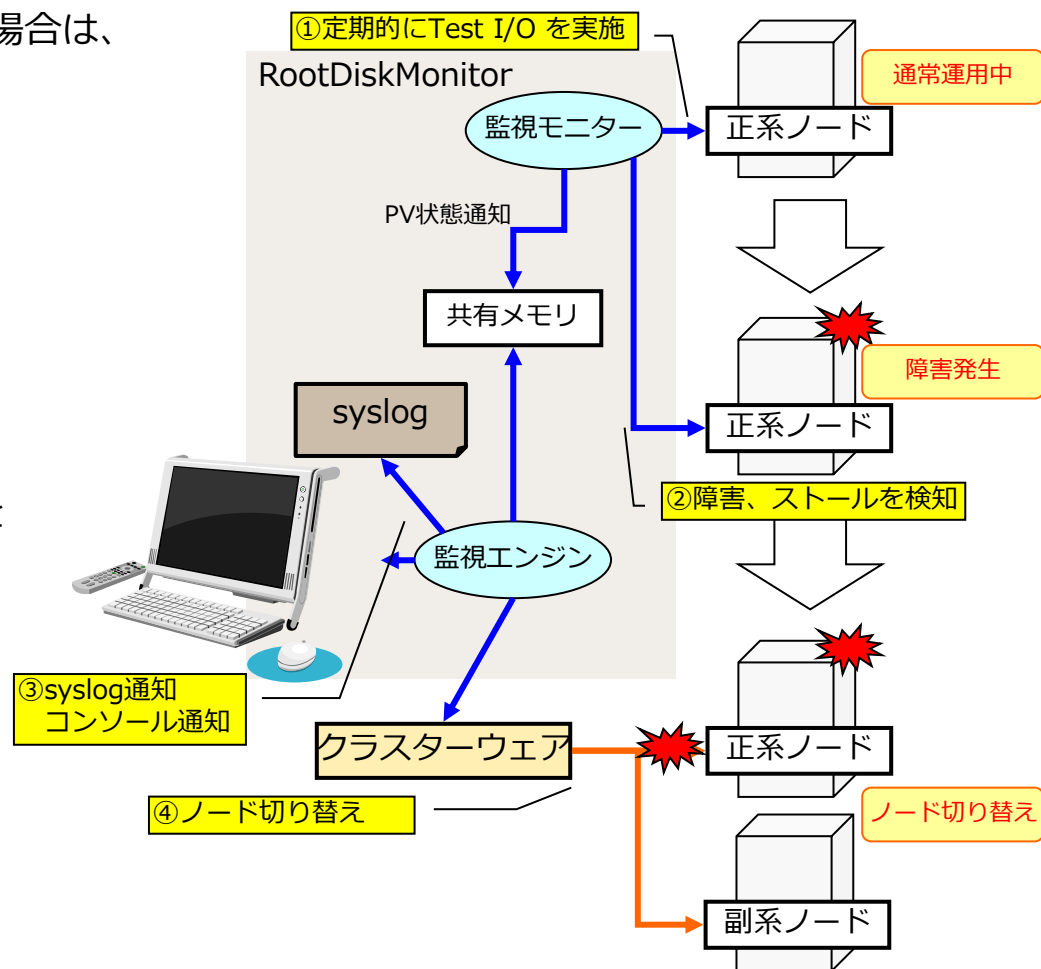 場合は、
①定期的にTest I/O を実施
RootDiskMonitor
通常運用中
監視モニター
正系ノード
PV状態通知
共有メモリ
障害発生
syslog
正系ノード
②障害、ストールを検知
監視エンジン
③syslog通知
コンソール通知
クラスターウェア
正系ノード
④ノード切り替え
ノード切り替え
副系ノード